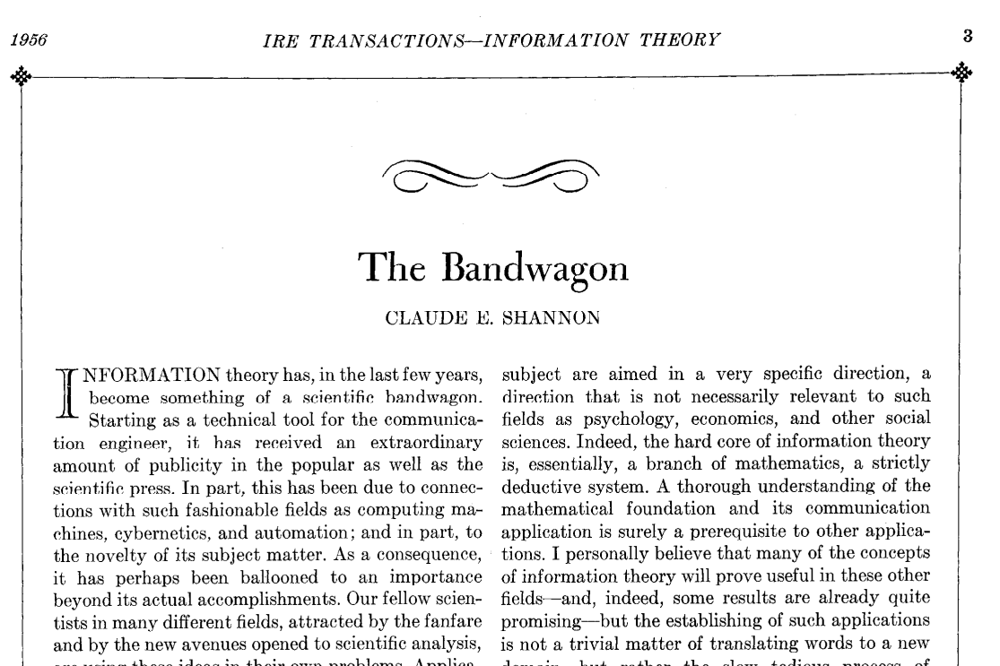 1956
IRE TRANSACTIONS—INFORMATION THEORY
3
The Bandwagon
CLAUDE E. SHANNON
INFORMATION theory has, in the last few years,
become something of a scientific bandwagon.
Starting as a technical tool for the communica-
tion engineer, it has received an extraordinary
amount of publicity in the popular as well as the
scientific press. In part, this has been due to connec-
tions with such fashionable fields as computing ma-
chines, cybernetics, and automation; and in part, to
the novelty of its subject matter. As a consequence,
it has perhaps been ballooned to an importance
beyond its actual accomplishments. Our fellow scien-
tists in many different fields, attracted by the fanfare
and by the new avenues opened to scientific analysis,
are using these ideas in their own problems. Applica-
subject are aimed in a very specific direction, a
direction that is not necessarily relevant to such
fields as psychology, economics, and other social
sciences. Indeed, the hard core of information theory
is, essentially, a branch of mathematics, a strictly
deductive system. A thorough understanding of the
mathematical foundation and its communication
application is surely a prerequisite to other applica-
tions. I personally believe that many of the concepts
of information theory will prove useful in these other
fields—and, indeed, some results are already quite
promising—but the establishing of such applications
is not a trivial matter of translating words to a new
domain, but rather the slow tedious process of